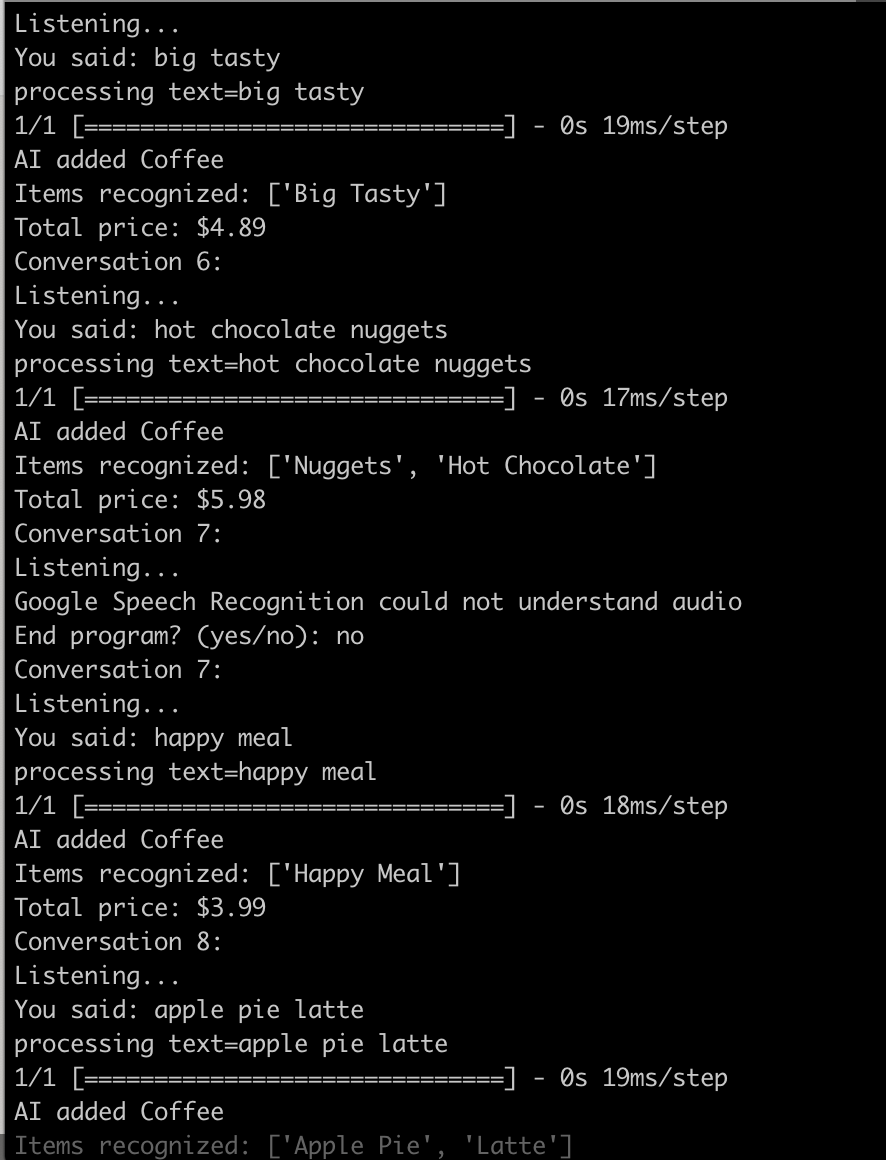 Listening...
You said: big tasty
processing text=big tasty
1/1 [==============================] - 0s 19ms/step
AI added Coffee
Items recognized: ['Big Tasty']
Total price: $4.89
Conversation 6:
Listening...
You said: hot chocolate nuggets
processing text=hot chocolate nuggets
1/1 [==============================] - 0s 17ms/step
AI added Coffee
Items recognized: ['Nuggets', 'Hot Chocolate']
Total price: $5.98
Conversation 7:
Listening...
Google Speech Recognition could not understand audio
End program? (yes/no): no
Conversation 7:
Listening...
You said: happy meal
processing text=happy meal
1/1 [==============================] - 0s 18ms/step
AI added Coffee
Items recognized: ['Happy Meal']
Total price: $3.99
Conversation 8:
Listening...
You said: apple pie latte
processing text=apple pie latte
1/1 [==============================] - 0s 19ms/step
AI added Coffee
Items recognized: ['Apple Pie', 'Latte']